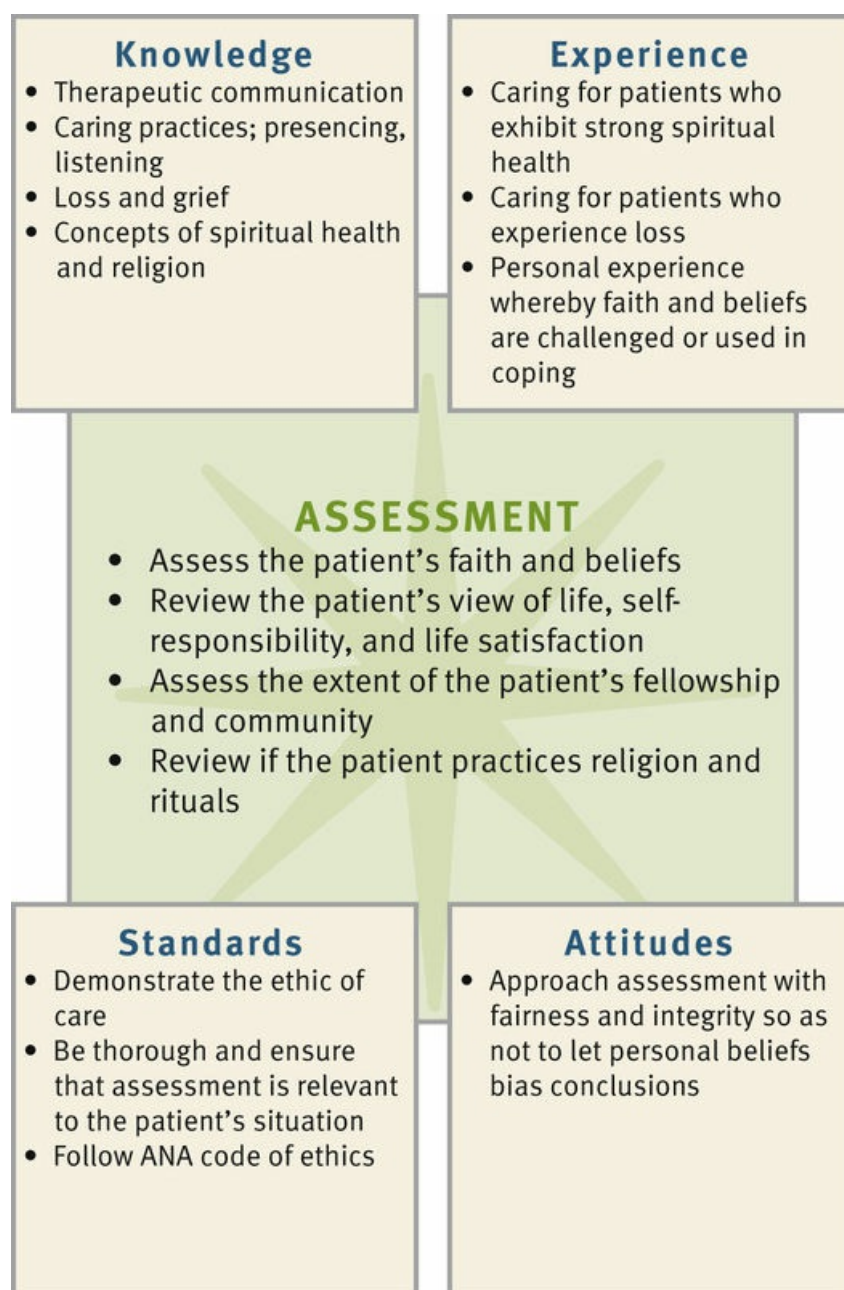 Knowledge
• Therapeutic communication
• Caring practices; presencing,
listening
• Loss and grief
• Concepts of spiritual health
and religion
Experience
• Caring for patients who
exhibit strong spiritual
health
• Caring for patients who
experience loss
• Personal experience
whereby faith and beliefs
are challenged or used in
coping
ASSESSMENT
• Assess the patient’s faith and beliefs
• Review the patient’s view of life, self-
responsibility, and life satisfaction
• Assess the extent of the patient’s fellowship
and community
• Review if the patient practices religion and
rituals
Standards
• Demonstrate the ethic of
care
• Be thorough and ensure
that assessment is relevant
to the patient’s situation
• Follow ANA code of ethics
Attitudes
• Approach assessment with
fairness and integrity so as
not to let personal beliefs
bias conclusions